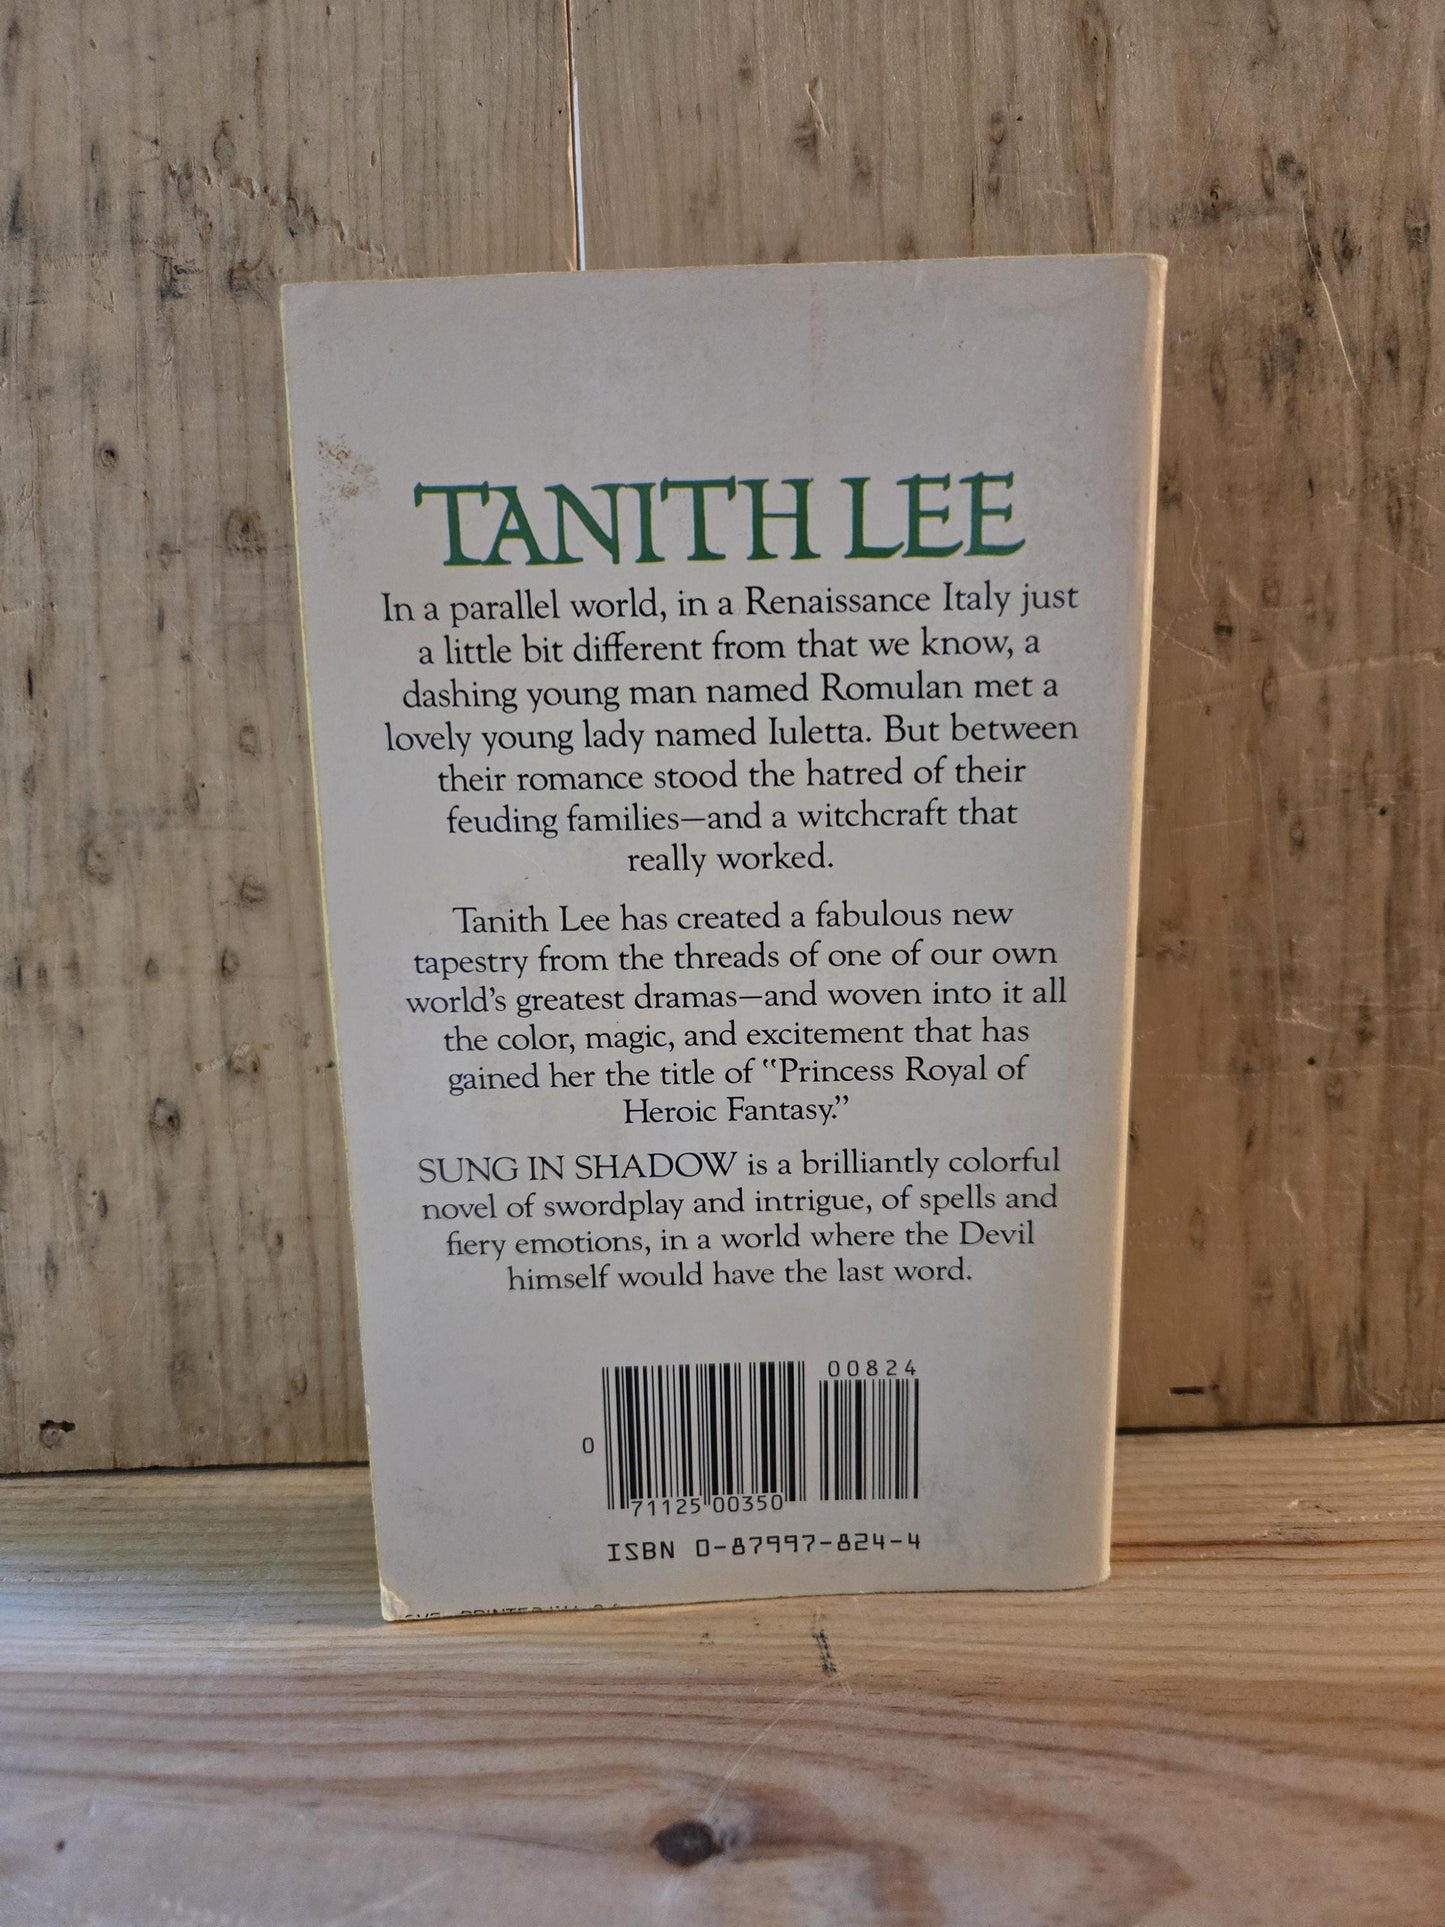 TANITH LEE
In a parallel world, in a Renaissance Italy just
a little bit different from that we know, a
dashing young man named Romulan met a
lovely young lady named Iuletta. But between
their romance stood the hatred of their
feuding families—and a witchcraft that
really worked.
Tanith Lee has created a fabulous new
tapestry from the threads of one of our own
world's greatest dramas—and woven into it all
the color, magic, and excitement that has
gained her the title of "Princess Royal of
Heroic Fantasy."
SUNG IN SHADOW is a brilliantly colorful
novel of swordplay and intrigue, of spells and
fiery emotions, in a world where the Devil
himself would have the last word.
00824
0
71125 00350
ISBN 0-87997-824-4